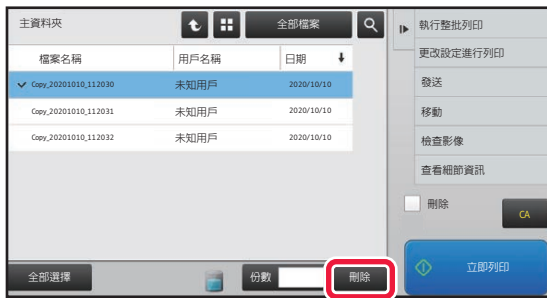 主資料夾
全部檔案
檔案名稱 用戶名稱 日期
Copy_20201010_112030 未知用戶 2020/10/10
Copy_20201010_112031 未知用戶 2020/10/10
Copy_20201010_112032 未知用戶 2020/10/10
全部選擇
份數
刪除
執行整批列印
更改設定進行列印
發送
移動
檢查影像
查看細節資訊
刪除
CA
立即列印